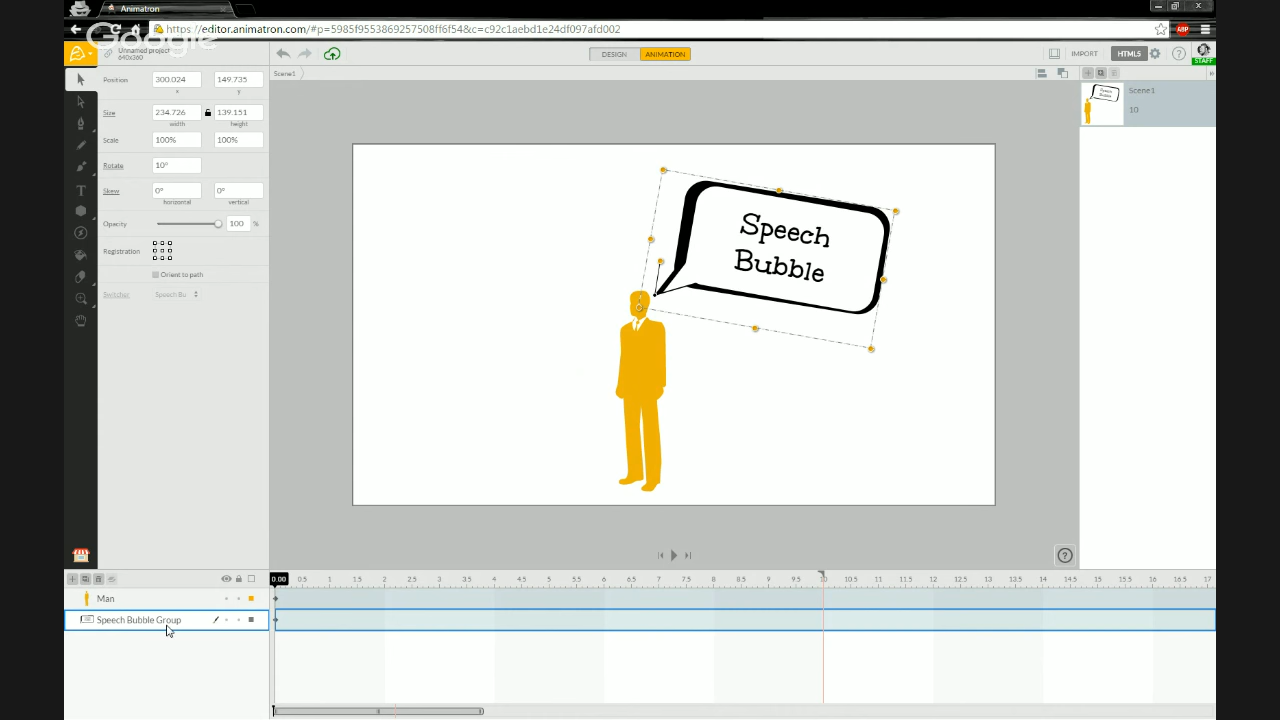 Animatron
https://editor.animatron.com/#p=5985f9553869257508ff6f54&c=c92c1aebd1e24df097afd002
Google
Unnamed project
640x360
DESIGN
ANIMATION
IMPORT
HTML5
STAFF
Scene1
Position
300.024
149.735
x
y
Size
234.726
139.151
width
height
Scale
100%
100%
Rotate
10°
Skew
0°
0°
horizontal
vertical
Opacity
100
%
Registration
Orient to path
Switcher
Speech Bu
Speech
Bubble
Scene1
10
0.00
0.5 1 1.5 2 2.5 3 3.5 4 4.5 5 5.5 6 6.5 7 7.5 8 8.5 9 9.5 10 10.5 11 11.5 12 12.5 13 13.5 14 14.5 15 15.5 16 16.5 17
Man
Speech Bubble Group